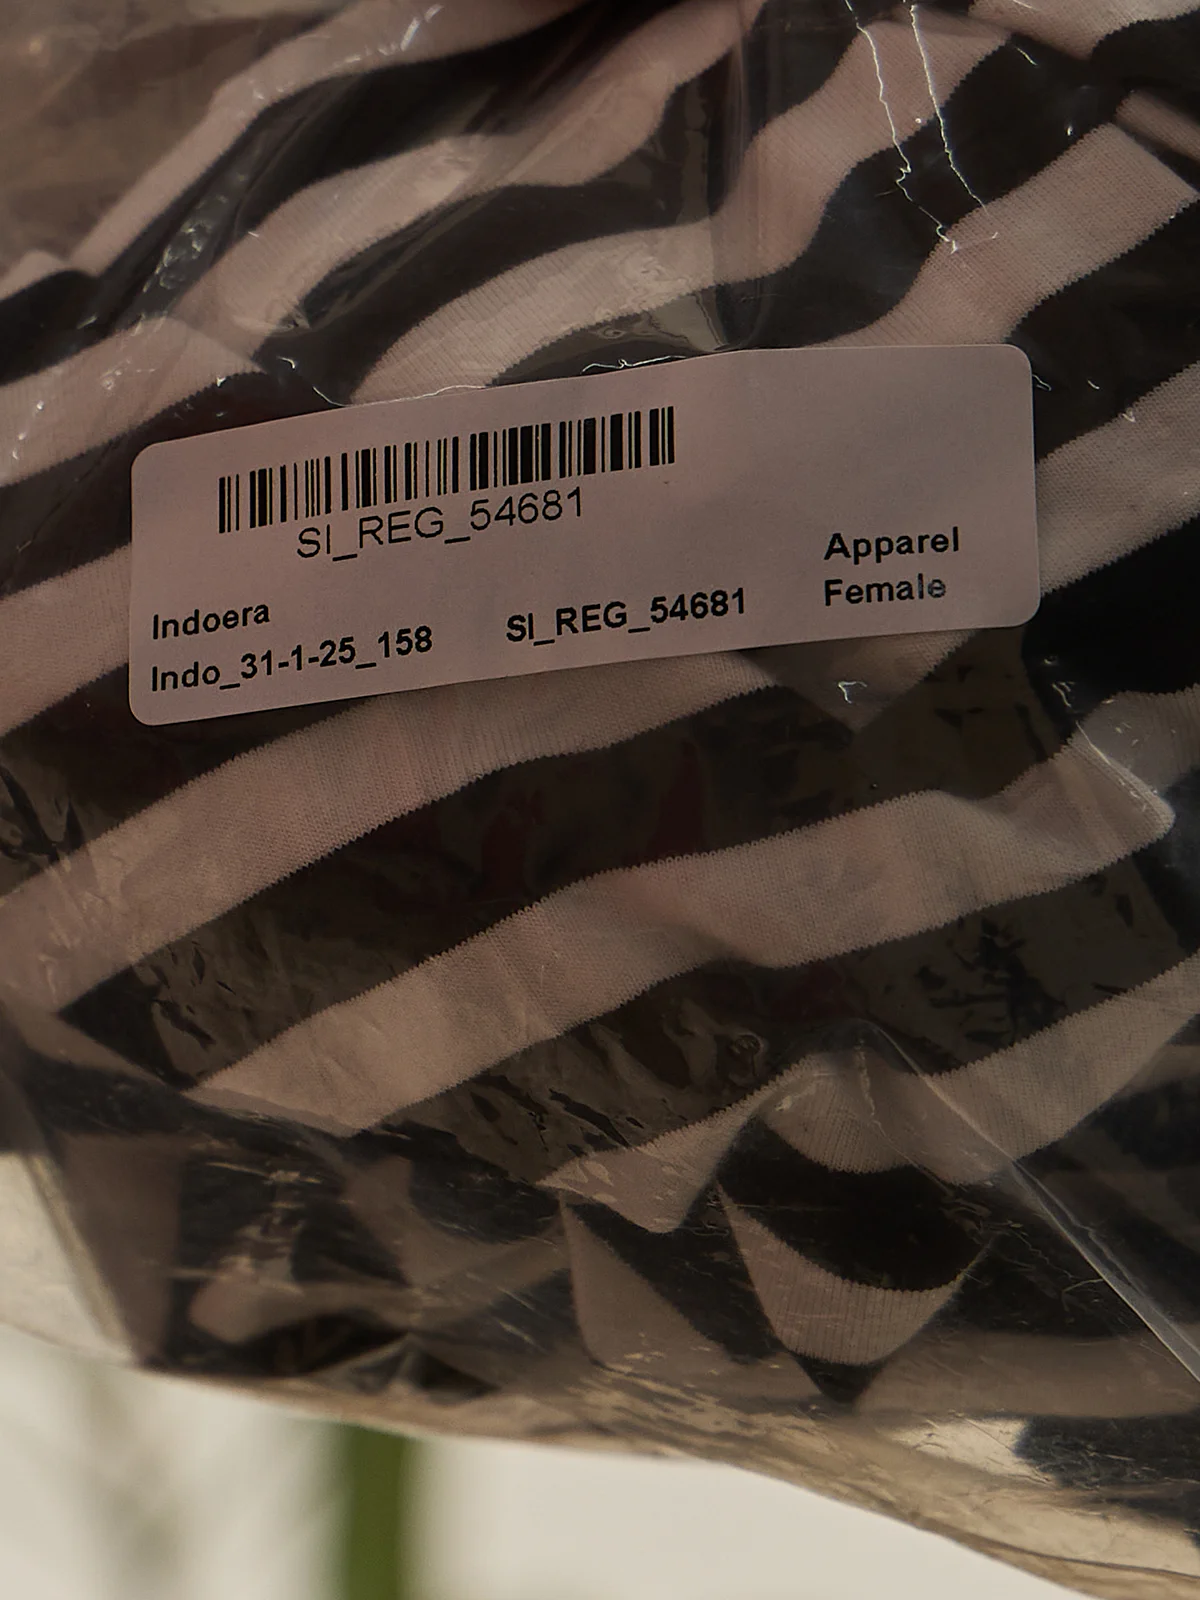 SI_REG_54681
Indoera
Indo_31-1-25_158
SI_REG_54681
Apparel
Female